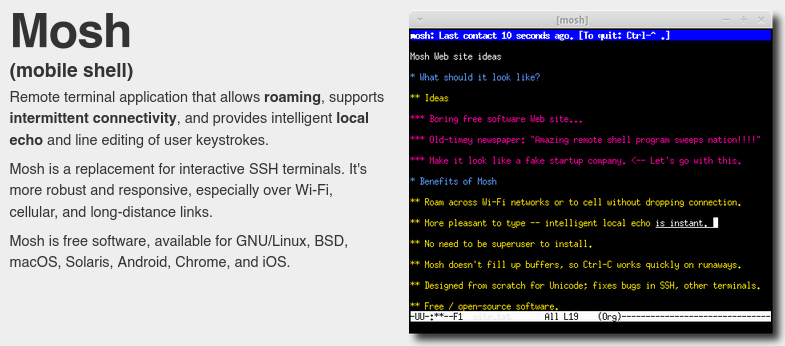 Mosh
(mobile shell)
Remote terminal application that allows roaming, supports
intermittent connectivity, and provides intelligent local
echo and line editing of user keystrokes.
Mosh is a replacement for interactive SSH terminals. It's
more robust and responsive, especially over Wi-Fi,
cellular, and long-distance links.
Mosh is free software, available for GNU/Linux, BSD,
macOS, Solaris, Android, Chrome, and iOS.
[mosh]
mosh: Last contact 10 seconds ago. [To quit: Ctrl-^ .]
Mosh Web site ideas
* What should it look like?
** Ideas
*** Boring free software Web site...
*** Old-timey newspaper: "Amazing remote shell program sweeps nation!!!!"
*** Make it look like a fake startup company. <-- Let's go with this.
* Benefits of Mosh
** Roam across Wi-Fi networks or to cell without dropping connection.
** More pleasant to type -- intelligent local echo is instant.
** No need to be superuser to install.
** Mosh doesn't fill up buffers, so Ctrl-C works quickly on runaways.
** Designed from scratch for Unicode; fixes bugs in SSH, other terminals.
** Free / open-source software.
-UU-:**--F1 All L19 (Org)-------------------------------